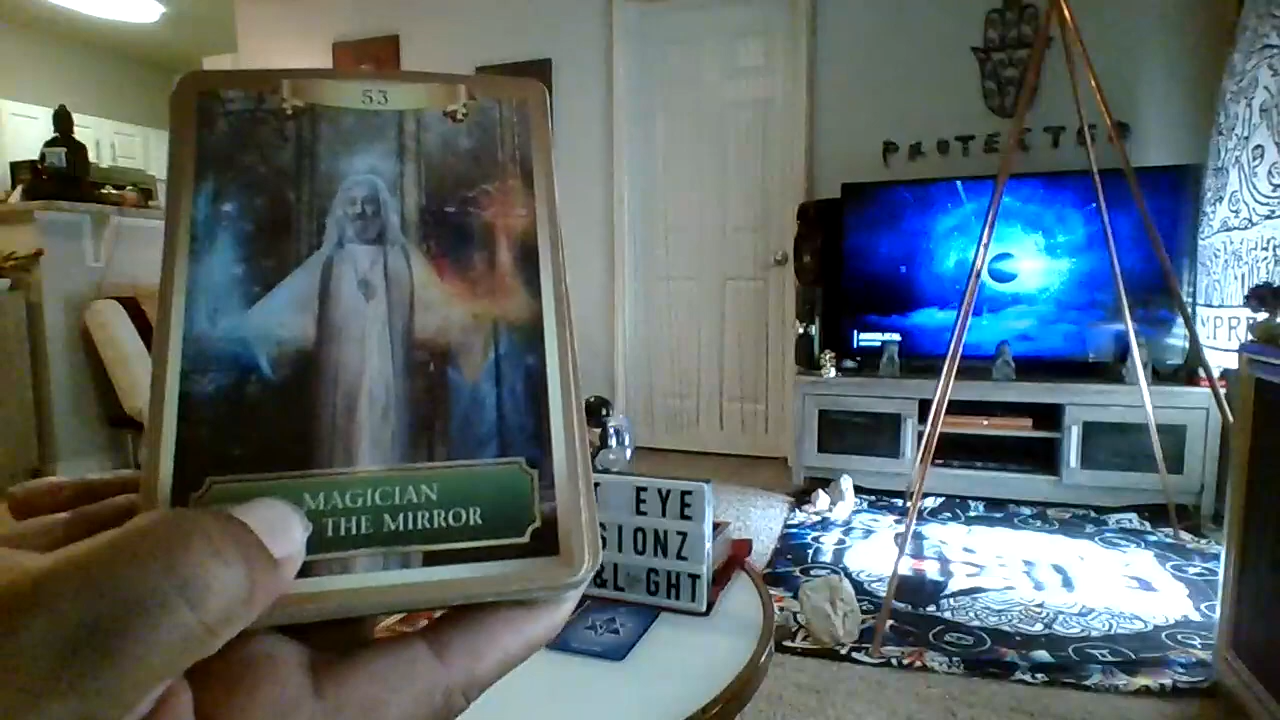 53
MAGICIAN
THE MIRROR
PROTECTED
EYE
SIONZ
&L GHT